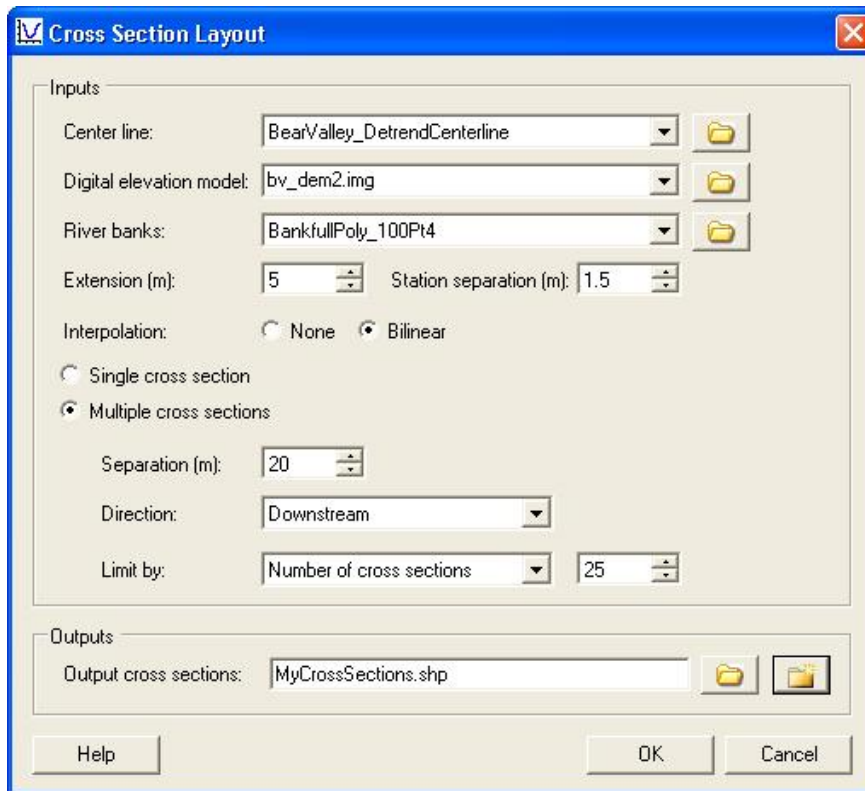 Cross Section Layout
Inputs
Center line: BearValley_DetrendCenterline
Digital elevation model: bv_dem2.img
River banks: BankfullPoly_100Pt4
Extension (m): 5 Station separation (m): 1.5
Interpolation: None Bilinear
Single cross section
Multiple cross sections
Separation (m): 20
Direction: Downstream
Limit by: Number of cross sections 25
Outputs
Output cross sections: MyCrossSections.shp
Help OK Cancel